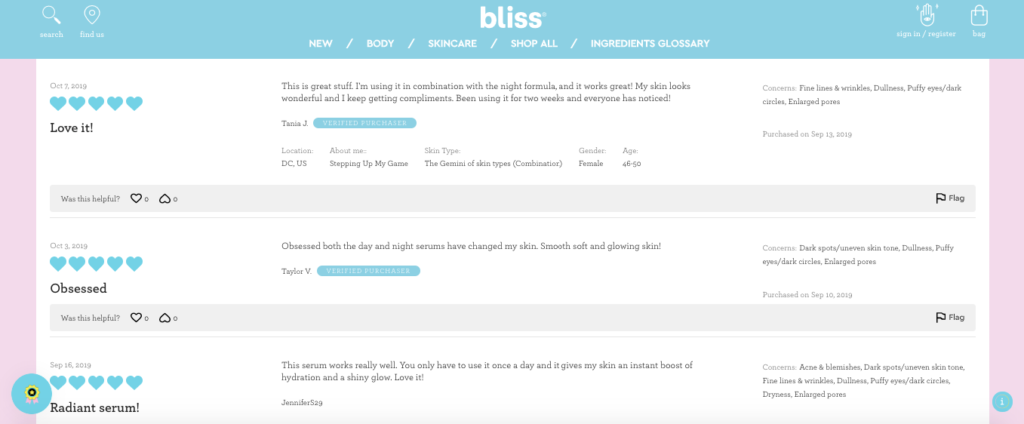 bliss®
search
find us
sign in / register
bag
NEW / BODY / SKINCARE / SHOP ALL / INGREDIENTS GLOSSARY
Oct 7, 2019
Love it!
This is great stuff. I'm using it in combination with the night formula, and it works great! My skin looks
wonderful and I keep getting compliments. Been using it for two weeks and everyone has noticed!
Tania J. VERIFIED PURCHASER
Location: About me: Skin Type: Gender: Age:
DC, US Stepping Up My Game The Gemini of skin types (Combination) Female 46-50
Concerns: Fine lines & wrinkles, Dullness, Puffy eyes/dark
circles, Enlarged pores
Purchased on Sep 13, 2019
Was this helpful? 0 0 Flag
Oct 3, 2019
Obsessed
Obsessed both the day and night serums have changed my skin. Smooth soft and glowing skin!
Taylor V. VERIFIED PURCHASER
Concerns: Dark spots/uneven skin tone, Dullness, Puffy
eyes/dark circles, Enlarged pores
Purchased on Sep 10, 2019
Was this helpful? 0 0 Flag
Sep 16, 2019
Radiant serum!
This serum works really well. You only have to use it once a day and it gives my skin an instant boost of
hydration and a shiny glow. Love it!
JenniferS29
Concerns: Acne & blemishes, Dark spots/uneven skin tone,
Fine lines & wrinkles, Dullness, Puffy eyes/dark circles,
Dryness, Enlarged pores
i